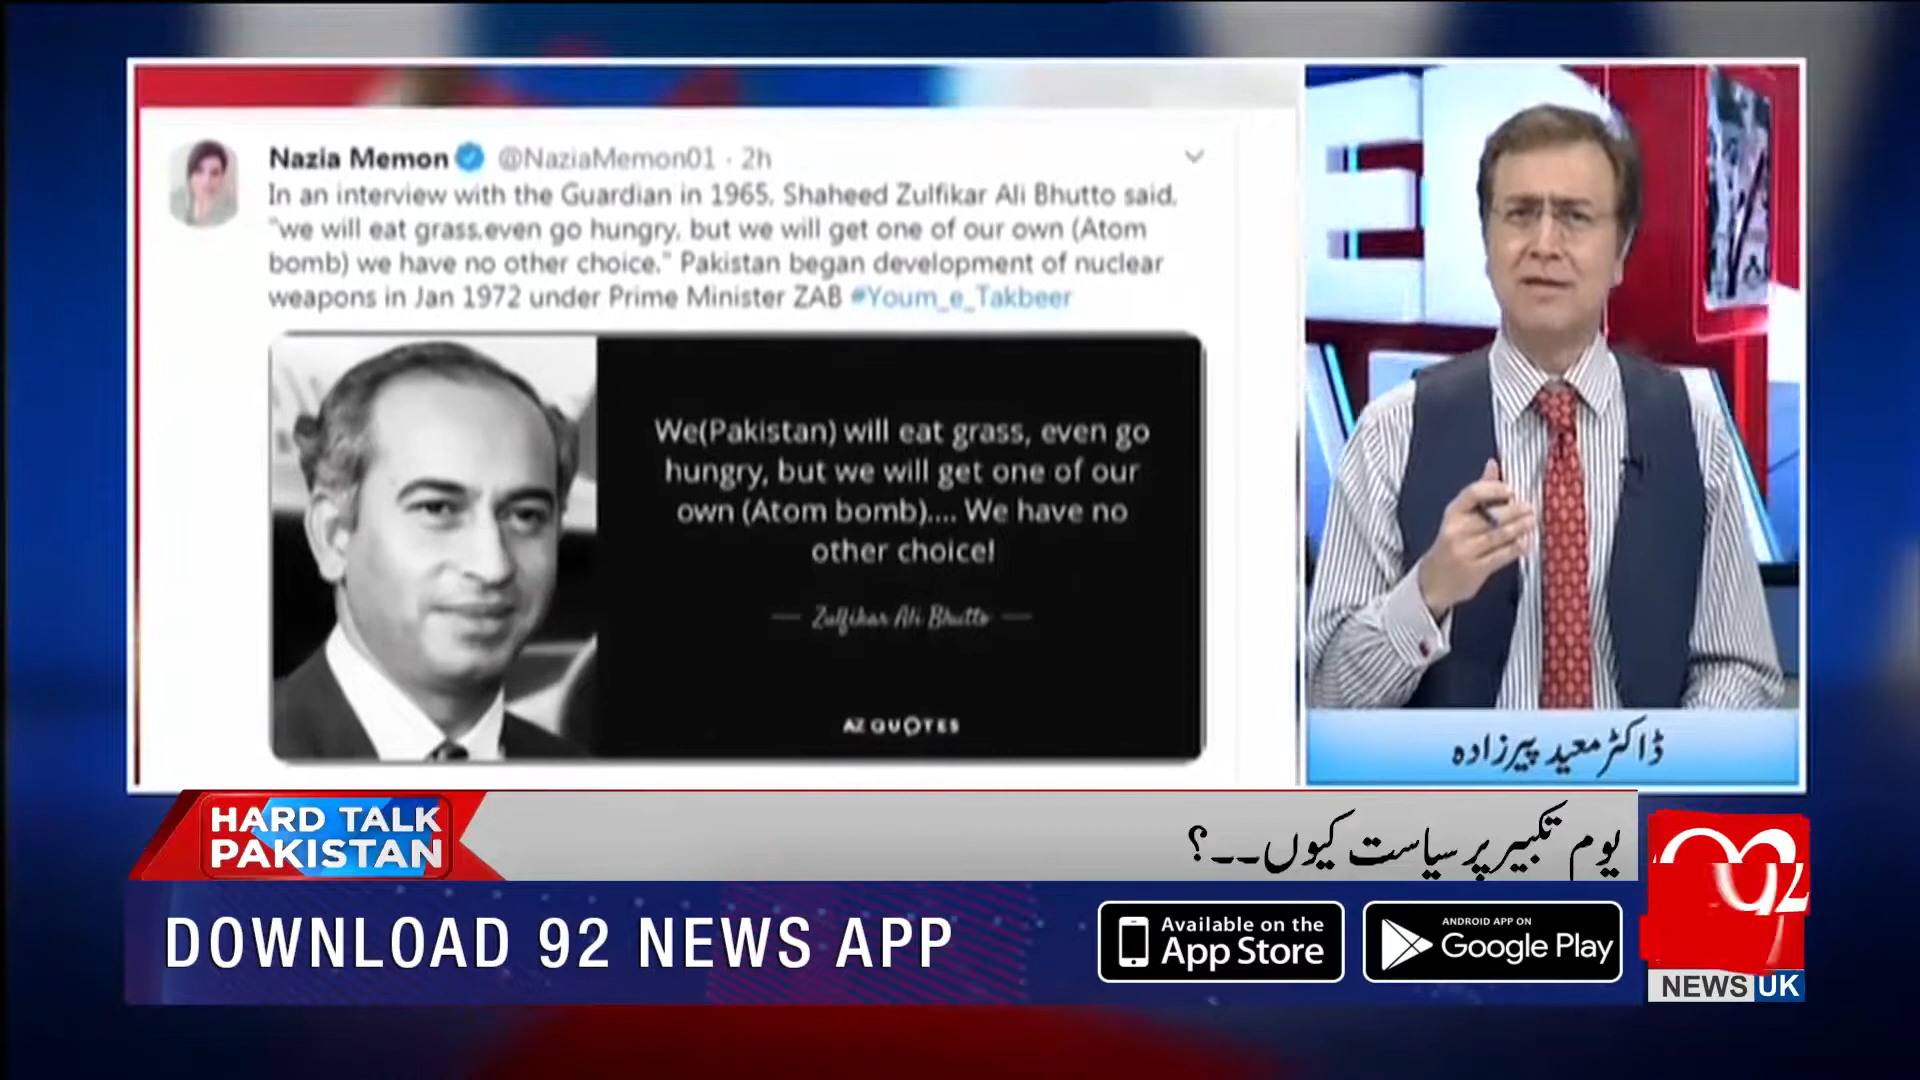 Nazia Memon @NaziaMemon01 · 2h
In an interview with the Guardian in 1965, Shaheed Zulfikar Ali Bhutto said,
"we will eat grass,even go hungry, but we will get one of our own (Atom
bomb) we have no other choice." Pakistan began development of nuclear
weapons in Jan 1972 under Prime Minister ZAB #Youm_e_Takbeer
We(Pakistan) will eat grass, even go
hungry, but we will get one of our
own (Atom bomb).... We have no
other choice!
— Zulfikar Ali Bhutto —
AZ QUOTES
ڈاکٹر معید پیرزادہ
HARD TALK
PAKISTAN
یوم تکبیر پر سیاست کیوں۔۔۔؟
92
NEWS UK
DOWNLOAD 92 NEWS APP
Available on the
App Store
ANDROID APP ON
Google Play